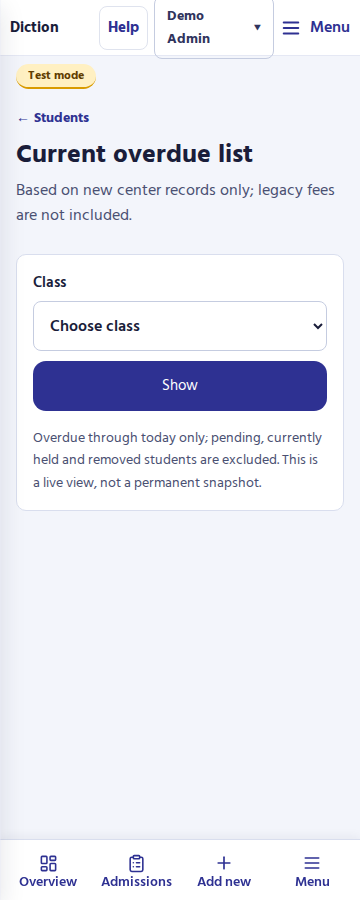 Diction
Help
Demo
Admin
Menu
Test mode
← Students
Current overdue list
Based on new center records only; legacy fees
are not included.
Class
Choose class
Show
Overdue through today only; pending, currently
held and removed students are excluded. This is
a live view, not a permanent snapshot.
Overview
Admissions
Add new
Menu